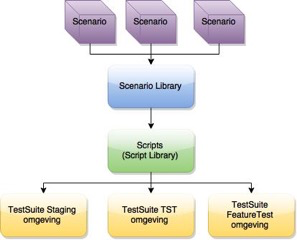 Scenario
Scenario
Scenario
Scenario Library
Scripts
(Script Library)
TestSuite Staging
omgeving
TestSuite TST
omgeving
TestSuite
FeatureTest
omgeving